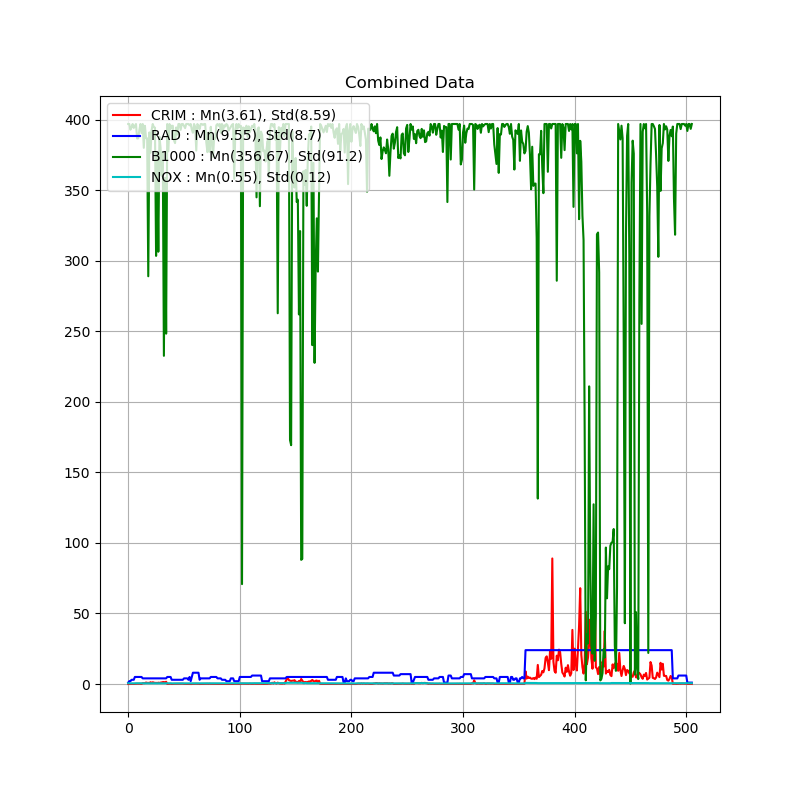 Combined Data
CRIM : Mn(3.61), Std(8.59)
RAD : Mn(9.55), Std(8.7)
B1000 : Mn(356.67), Std(91.2)
NOX : Mn(0.55), Std(0.12)
400
350
300
250
200
150
100
50
0
0 100 200 300 400 500